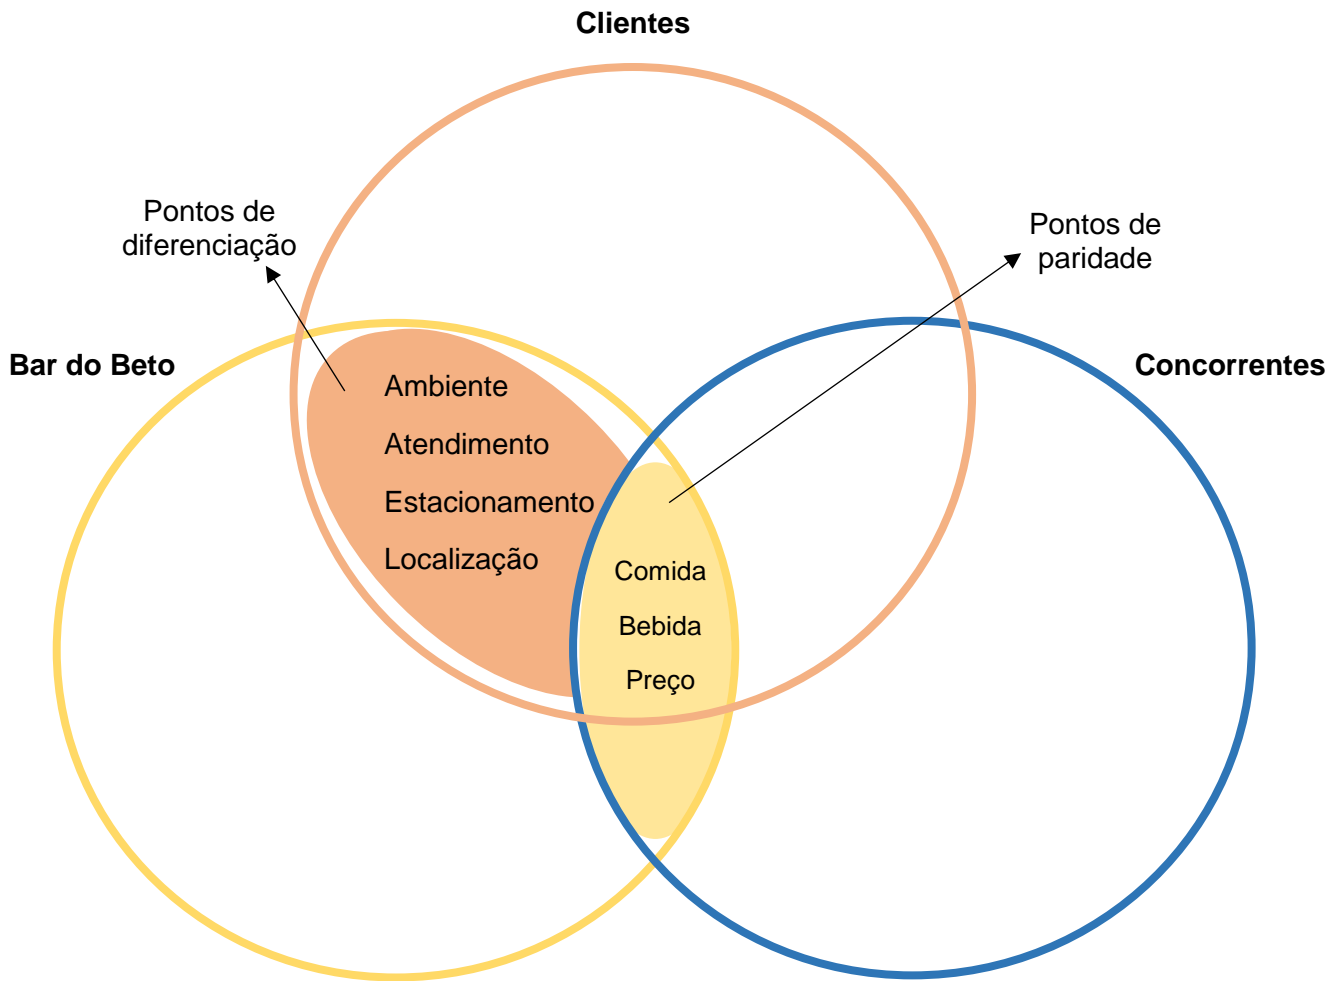 Clientes
Pontos de
diferenciação
Pontos de
paridade
Bar do Beto
Concorrentes
Ambiente
Atendimento
Estacionamento
Localização
Comida
Bebida
Preço